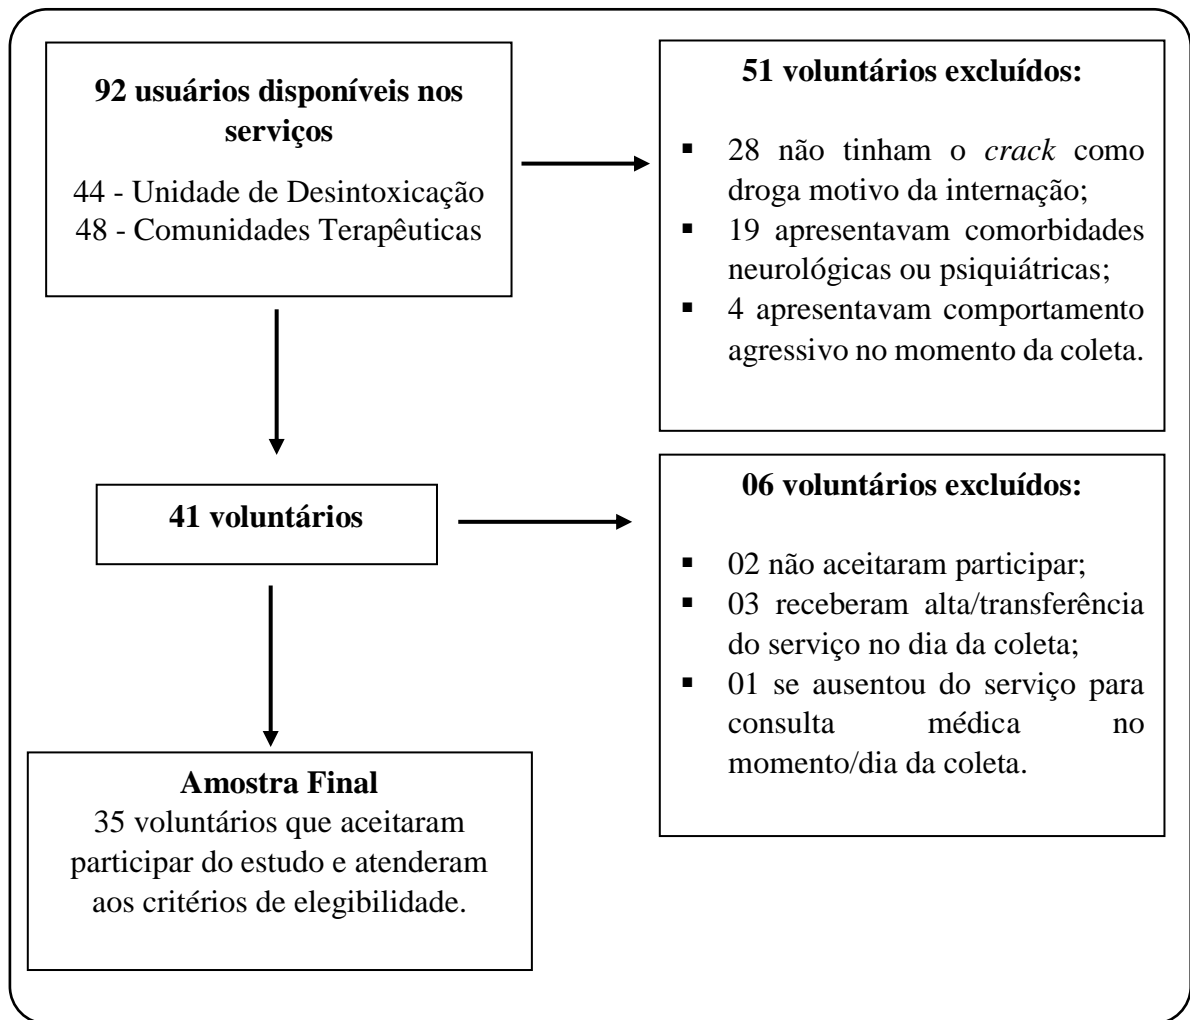 92 usuários disponíveis nos
serviços
44 - Unidade de Desintoxicação
48 - Comunidades Terapêuticas
51 voluntários excluídos:
▪ 28 não tinham o crack como
droga motivo da internação;
▪ 19 apresentavam comorbidades
neurológicas ou psiquiátricas;
▪ 4 apresentavam comportamento
agressivo no momento da coleta.
41 voluntários
06 voluntários excluídos:
▪ 02 não aceitaram participar;
▪ 03 receberam alta/transferência
do serviço no dia da coleta;
▪ 01 se ausentou do serviço para
consulta médica no
momento/dia da coleta.
Amostra Final
35 voluntários que aceitaram
participar do estudo e atenderam
aos critérios de elegibilidade.